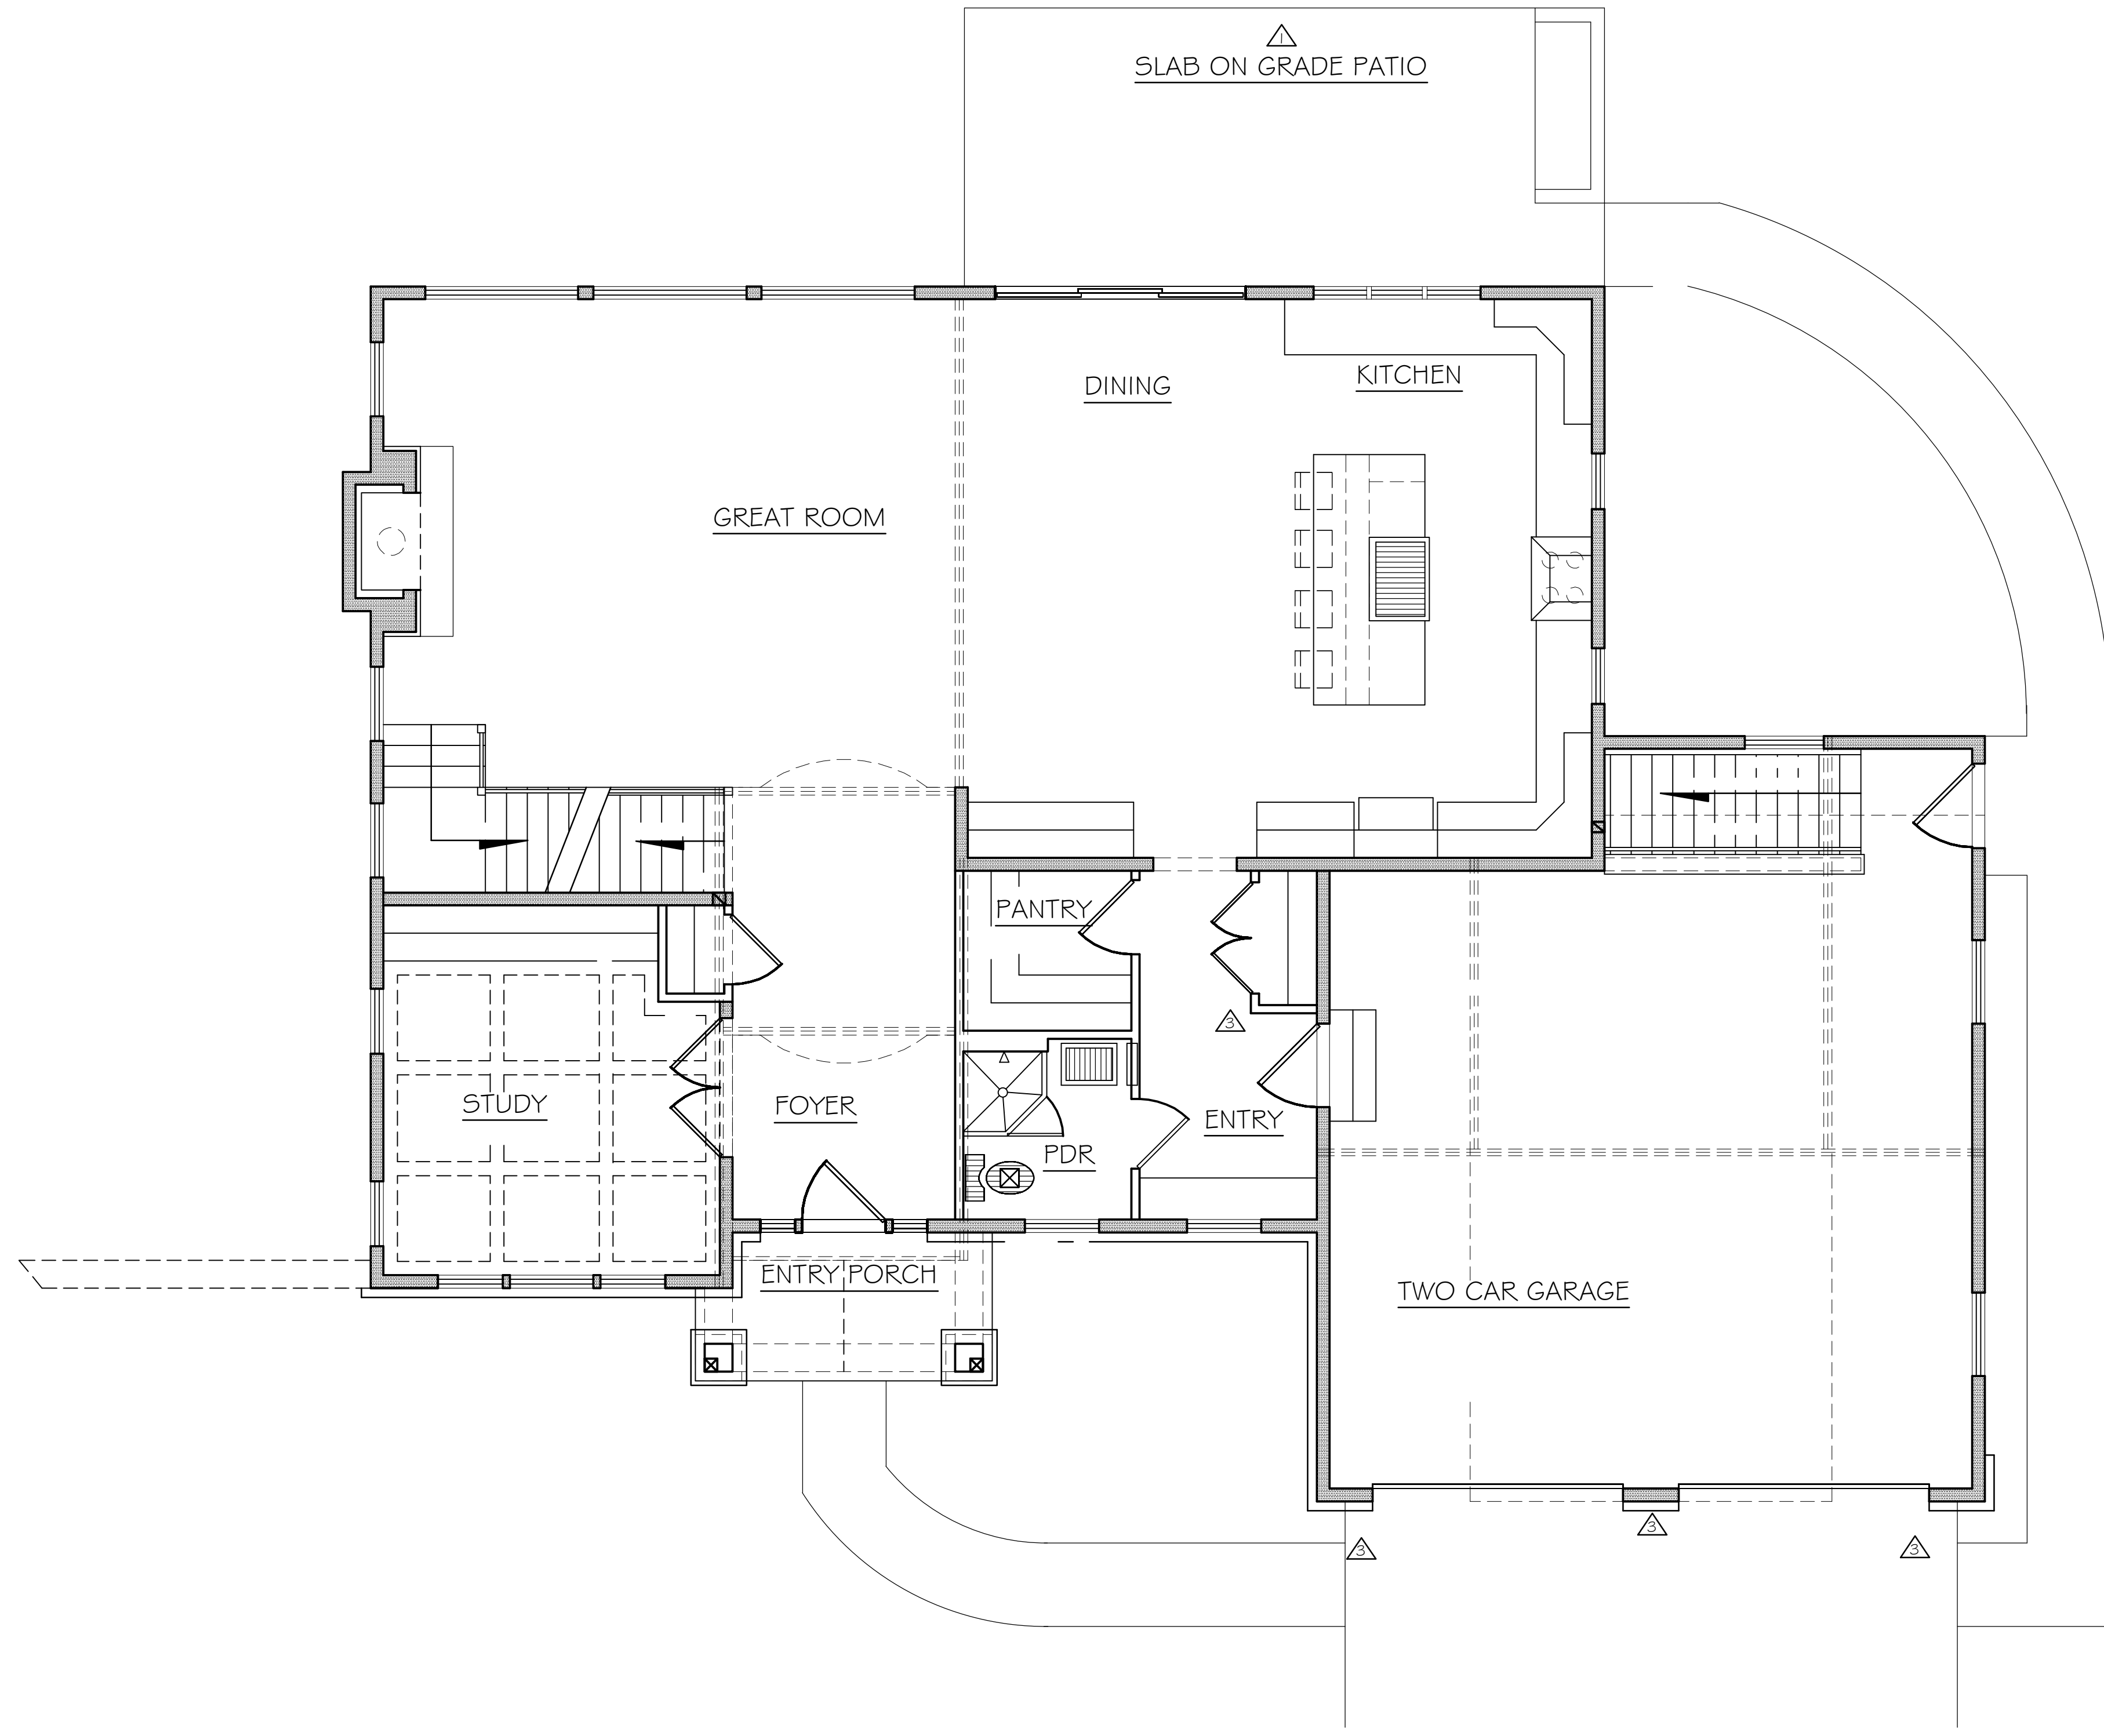 1
SLAB ON GRADE PATIO
KITCHEN
DINING
GREAT ROOM
PANTRY
3
STUDY
FOYER
ENTRY
PDR
ENTRY PORCH
TWO CAR GARAGE
3
3
3